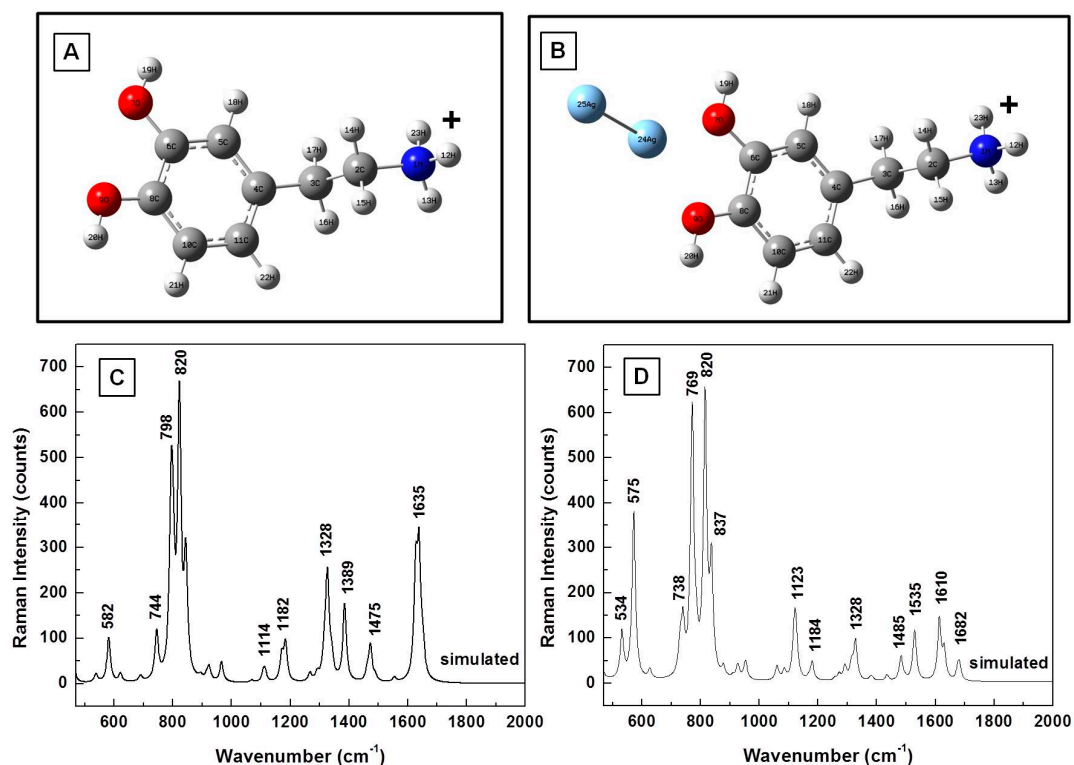 A
19H
7O
18H
6C
5C
14H
23H
+
17H
12H
1N
2C
4C
3C
8C
9O
15H
13H
16H
20H
10C
11C
21H
22H
B
25Ag
24Ag
19H
18H
6C
5C
14H
23H
+
17H
12H
2C
4C
3C
8C
13H
15H
16H
20H
10C
11C
21H
22H
C
Raman Intensity (counts)
700
600
500
400
300
200
100
0
582
744
798
820
1114
1182
1328
1389
1475
1635
simulated
600 800 1000 1200 1400 1600 1800 2000
Wavenumber (cm⁻¹)
D
Raman Intensity (counts)
700
600
500
400
300
200
100
0
534
575
738
769
820
837
1123
1184
1328
1485
1535
1610
1682
simulated
600 800 1000 1200 1400 1600 1800 2000
Wavenumber (cm⁻¹)